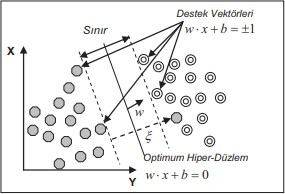 Destek Vektörleri
Sınır
w · x + b = ±1
X
w
ξ
Optimum Hiper-Düzlem
Y
w · x + b = 0